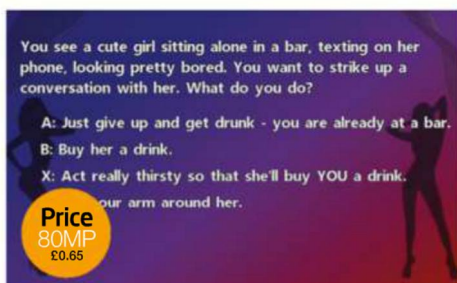 You see a cute girl sitting alone in a bar, texting on her
phone, looking pretty bored. You want to strike up a
conversation with her. What do you do?
A: Just give up and get drunk - you are already at a bar.
B: Buy her a drink.
X: Act really thirsty so that she'll buy YOU a drink.
our arm around her.
Price
80MP
£0.65